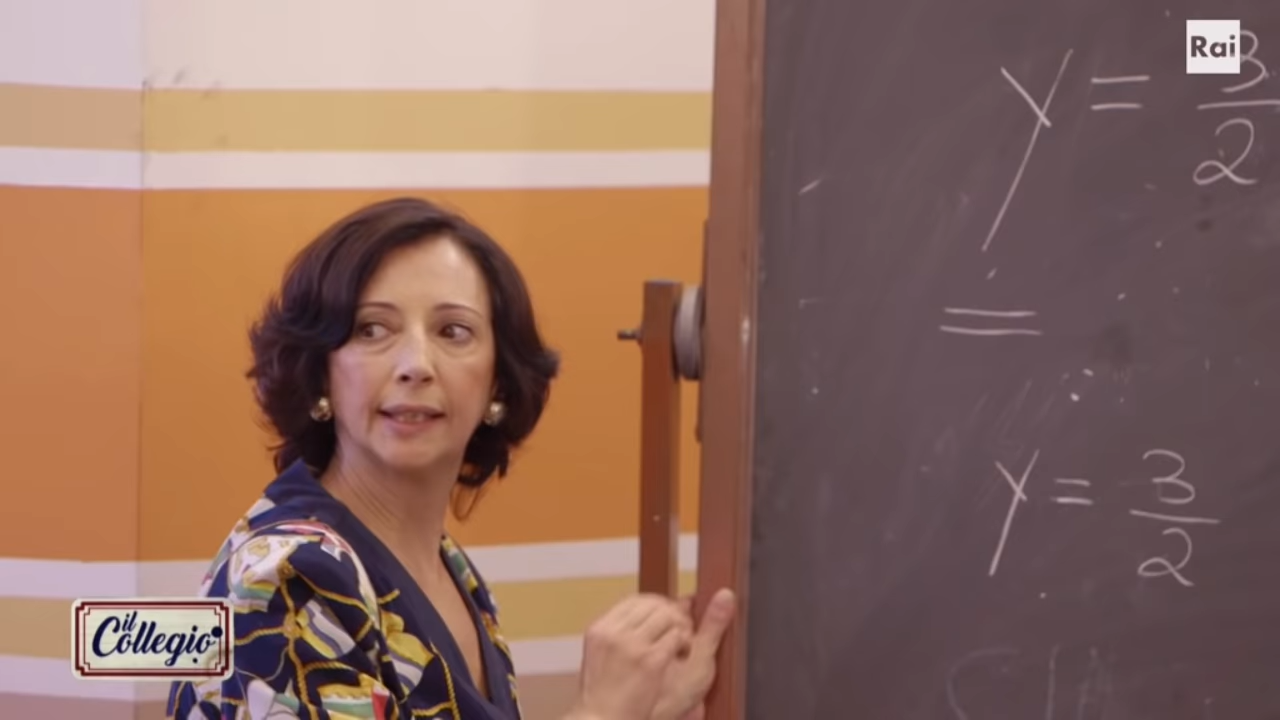 Rai
y = 3/2
=
y = 3/2
il
Collegio